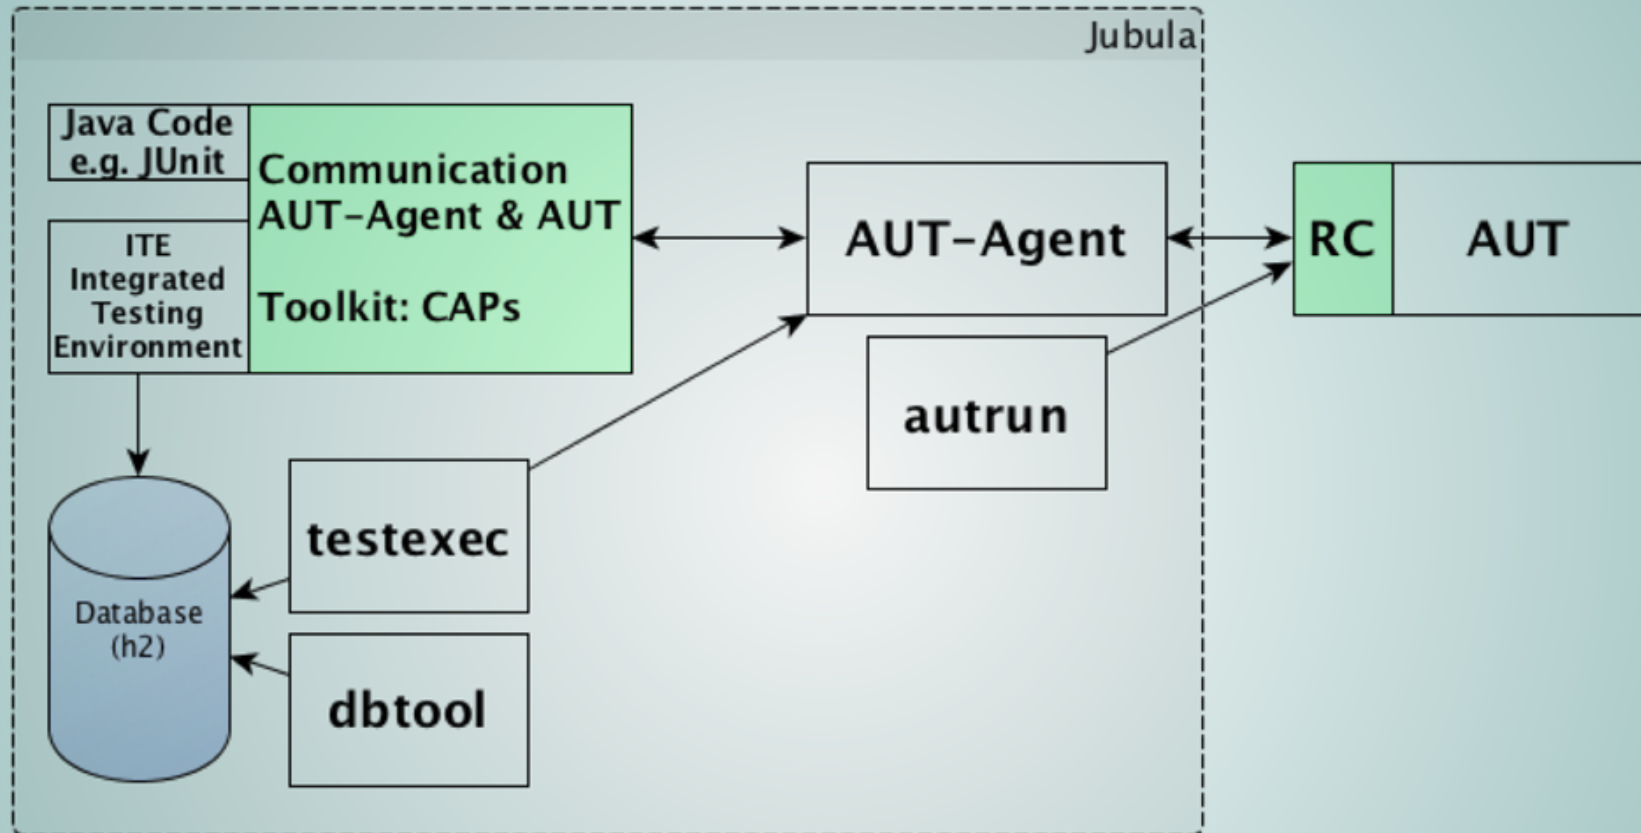 Jubula
Java Code
e.g. JUnit
Communication
AUT-Agent & AUT
Toolkit: CAPs
ITE
Integrated
Testing
Environment
AUT-Agent
RC
AUT
autrun
testexec
Database
(h2)
dbtool